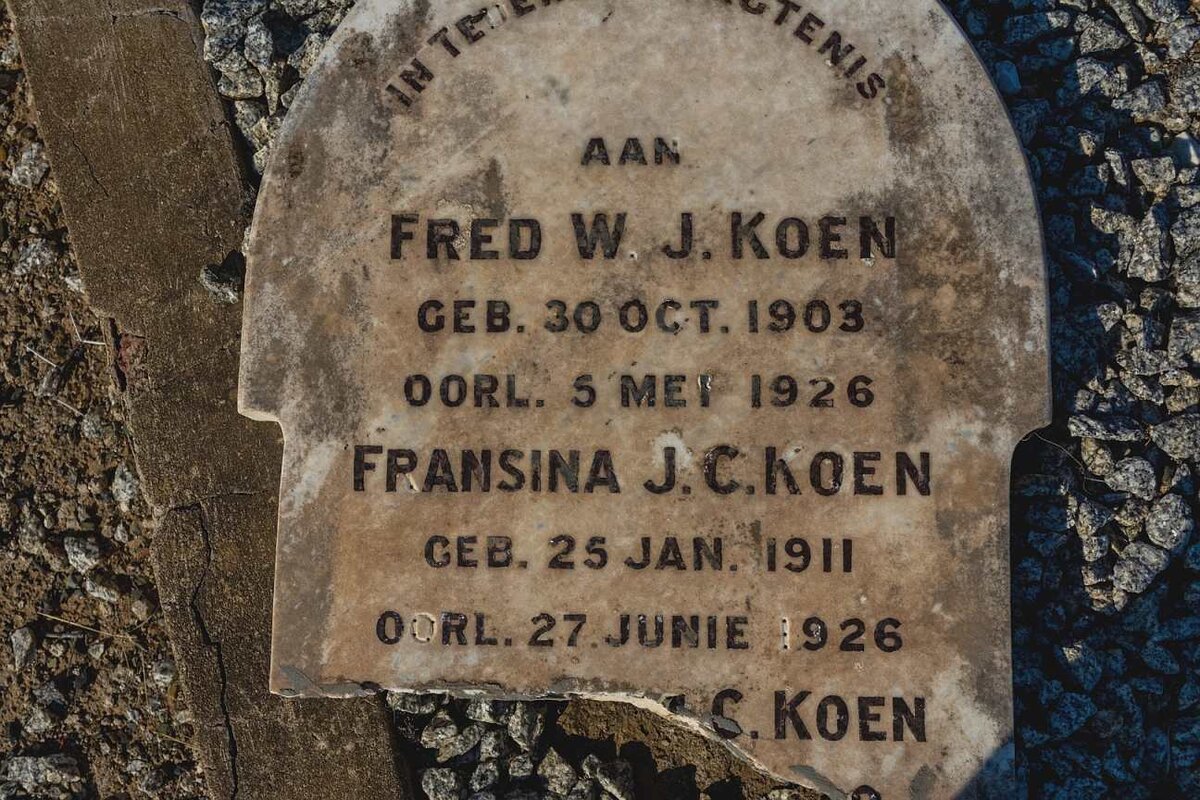 IN
AAN
FRED W. J. KOEN
GEB. 30 OCT. 1903
OORL. 5 MEI 1926
FRANSINA J.C. KOEN
GEB. 25 JAN. 1911
OORL. 27 JUNIE 1926
C. KOEN